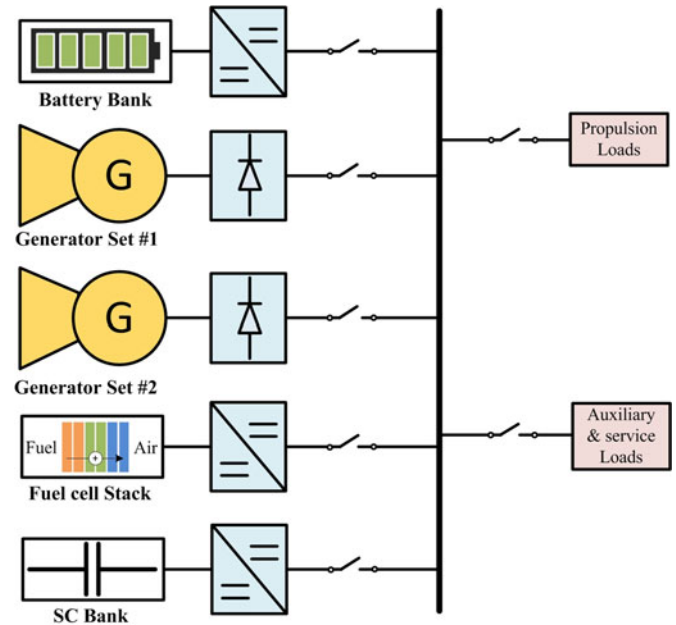 Battery Bank
G
Generator Set #1
G
Generator Set #2
Fuel
Air
Fuel cell Stack
SC Bank
Propulsion
Loads
Auxiliary
& service
Loads